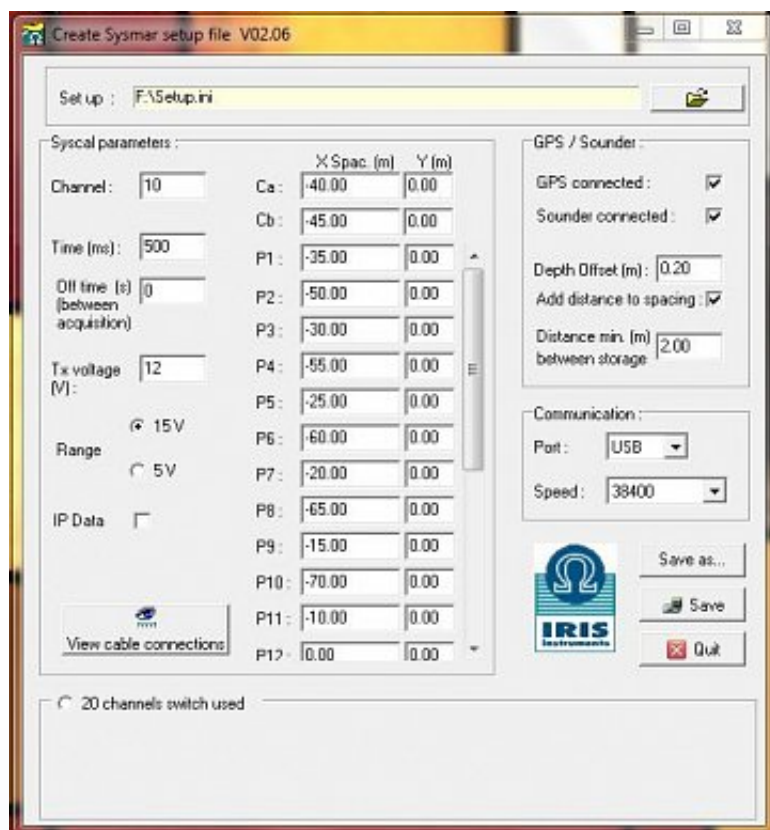 Create Sysmar setup file V02.06
Set up : F:\Setup.ini
Syscal parameters :
X Spac. (m) Y (m)
Channel : 10
Ca : -40.00 0.00
Cb : -45.00 0.00
Time (ms) : 500
P1 : -35.00 0.00
Off time (s) 0
(between
acquisition)
P2 : -50.00 0.00
P3 : -30.00 0.00
Tx voltage 12
(V) :
P4 : -55.00 0.00
P5 : -25.00 0.00
Range
15 V
5 V
P6 : -60.00 0.00
P7 : -20.00 0.00
IP Data
P8 : -65.00 0.00
P9 : -15.00 0.00
P10 : -70.00 0.00
P11 : -10.00 0.00
P12 : 0.00 0.00
View cable connections
GPS / Sounder :
GPS connected :
Sounder connected :
Depth Offset (m) : 0.20
Add distance to spacing :
Distance min. (m) 2.00
between storage
Communication :
Port : USB
Speed : 38400
IRIS
Instruments
Save as...
Save
Quit
20 channels switch used